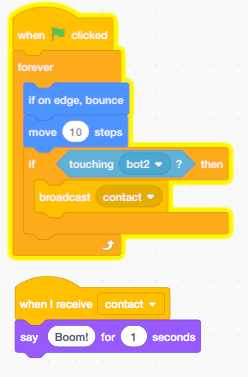 when clicked
forever
if on edge, bounce
move 10 steps
if touching bot2 ? then
broadcast contact
when I receive contact
say Boom! for 1 seconds